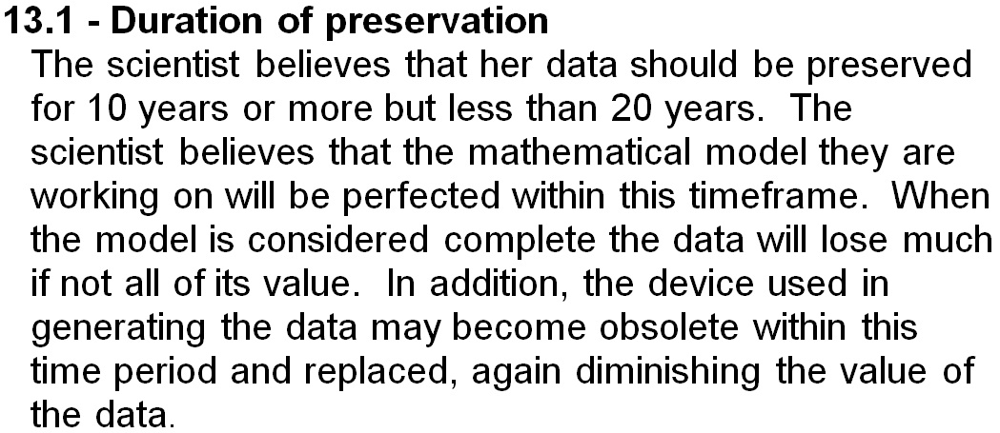 13.1 - Duration of preservation
The scientist believes that her data should be preserved
for 10 years or more but less than 20 years.  The
scientist believes that the mathematical model they are
working on will be perfected within this timeframe.  When
the model is considered complete the data will lose much
if not all of its value.  In addition, the device used in
generating the data may become obsolete within this
time period and replaced, again diminishing the value of
the data.